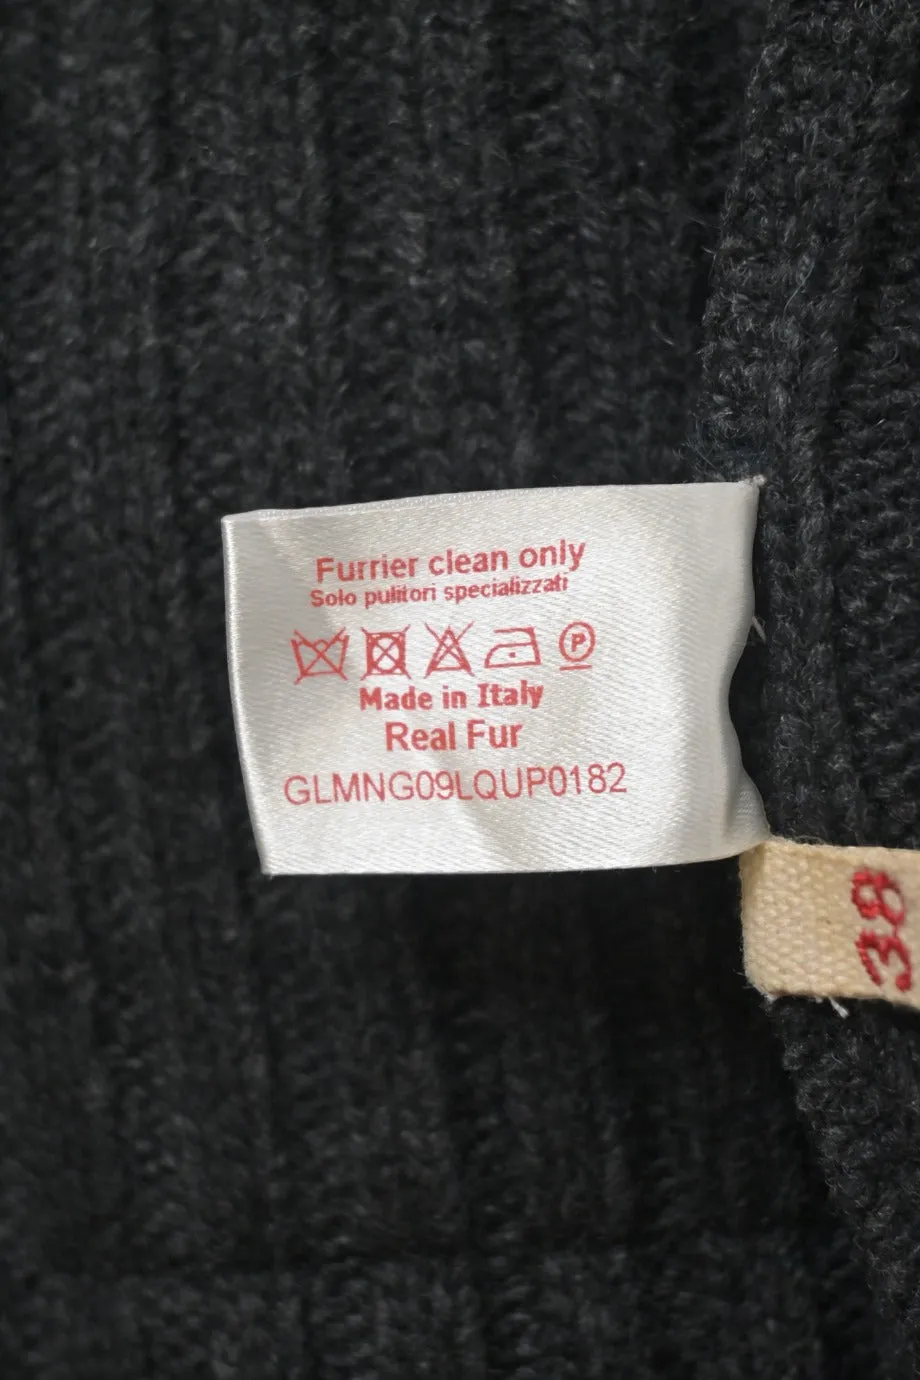 Furrier clean only
Solo pulitori specializzati
P
Made in Italy
Real Fur
GLMNG09LQUP0182
38